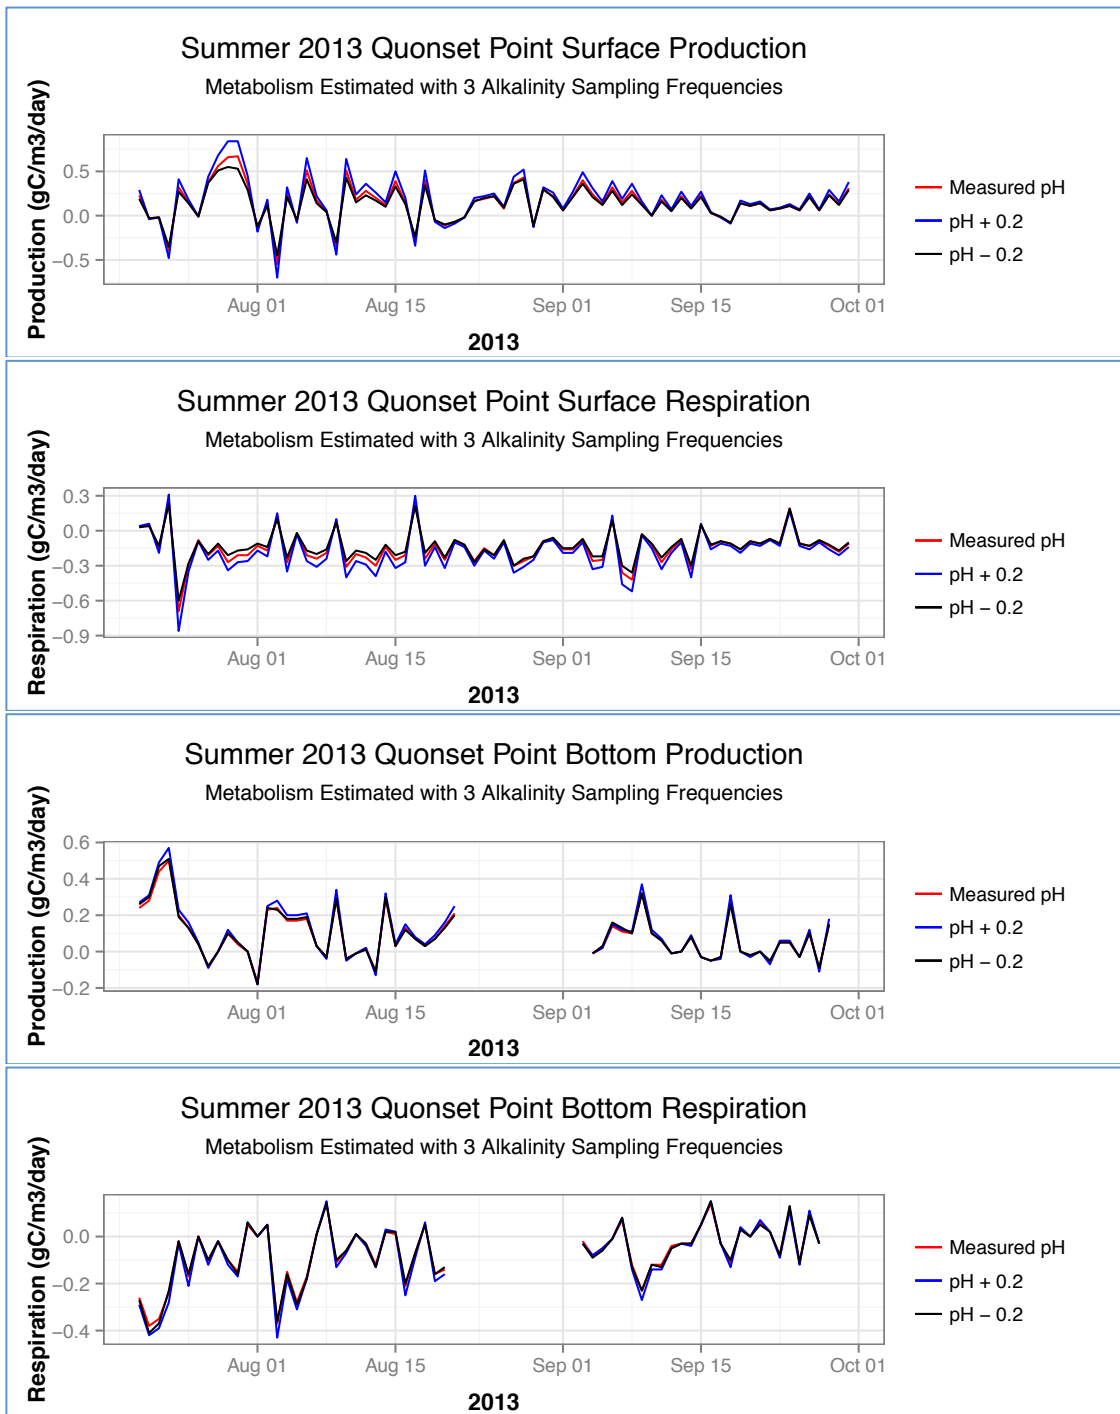 Summer 2013 Quonset Point Surface Production
Metabolism Estimated with 3 Alkalinity Sampling Frequencies
Production (gC/m3/day)
0.5
0.0
−0.5
Aug 01 Aug 15 Sep 01 Sep 15 Oct 01
2013
Measured pH
pH + 0.2
pH − 0.2
Summer 2013 Quonset Point Surface Respiration
Metabolism Estimated with 3 Alkalinity Sampling Frequencies
Respiration (gC/m3/day)
0.3
0.0
−0.3
−0.6
−0.9
Aug 01 Aug 15 Sep 01 Sep 15 Oct 01
2013
Measured pH
pH + 0.2
pH − 0.2
Summer 2013 Quonset Point Bottom Production
Metabolism Estimated with 3 Alkalinity Sampling Frequencies
Production (gC/m3/day)
0.6
0.4
0.2
0.0
−0.2
Aug 01 Aug 15 Sep 01 Sep 15 Oct 01
2013
Measured pH
pH + 0.2
pH − 0.2
Summer 2013 Quonset Point Bottom Respiration
Metabolism Estimated with 3 Alkalinity Sampling Frequencies
Respiration (gC/m3/day)
0.0
−0.2
−0.4
Aug 01 Aug 15 Sep 01 Sep 15 Oct 01
2013
Measured pH
pH + 0.2
pH − 0.2